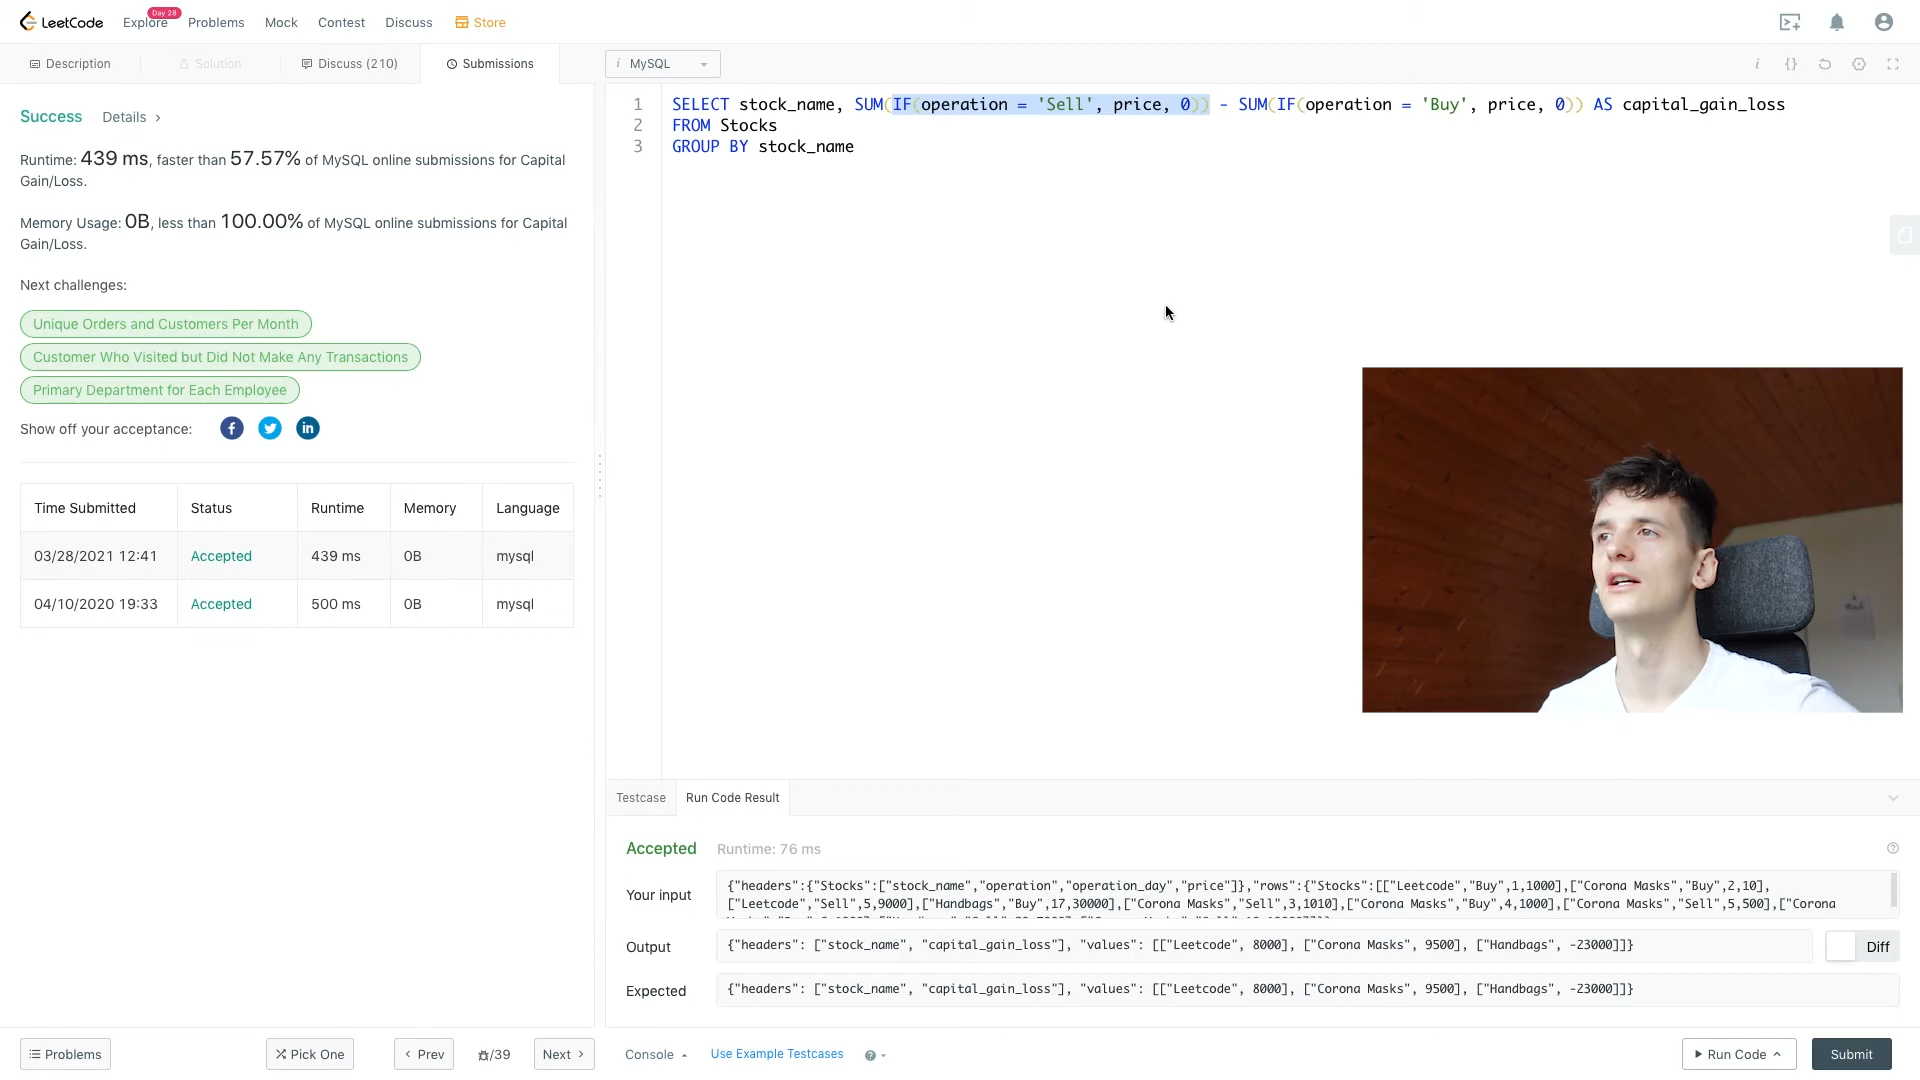 LeetCode
Explore
Day 28
Problems
Mock
Contest
Discuss
Store
Description
Solution
Discuss (210)
Submissions
i MySQL
i {}
Success
Details >
Runtime: 439 ms, faster than 57.57% of MySQL online submissions for Capital
Gain/Loss.
Memory Usage: 0B, less than 100.00% of MySQL online submissions for Capital
Gain/Loss.
Next challenges:
Unique Orders and Customers Per Month
Customer Who Visited but Did Not Make Any Transactions
Primary Department for Each Employee
Show off your acceptance:
f
in
Time Submitted Status Runtime Memory Language
03/28/2021 12:41 Accepted 439 ms 0B mysql
04/10/2020 19:33 Accepted 500 ms 0B mysql
1 SELECT stock_name, SUM(IF(operation = 'Sell', price, 0)) - SUM(IF(operation = 'Buy', price, 0)) AS capital_gain_loss
2 FROM Stocks
3 GROUP BY stock_name
Testcase
Run Code Result
Accepted
Runtime: 76 ms
Your input
{"headers":{"Stocks":["stock_name","operation","operation_day","price"]},"rows":{"Stocks":[["Leetcode","Buy",1,1000],["Corona Masks","Buy",2,10],
["Leetcode","Sell",5,9000],["Handbags","Buy",17,30000],["Corona Masks","Sell",3,1010],["Corona Masks","Buy",4,1000],["Corona Masks","Sell",5,500],["Corona
Output
{"headers": ["stock_name", "capital_gain_loss"], "values": [["Leetcode", 8000], ["Corona Masks", 9500], ["Handbags", -23000]]}
Diff
Expected
{"headers": ["stock_name", "capital_gain_loss"], "values": [["Leetcode", 8000], ["Corona Masks", 9500], ["Handbags", -23000]]}
Problems
Pick One
< Prev
/39
Next >
Console
Use Example Testcases
?
Run Code
Submit